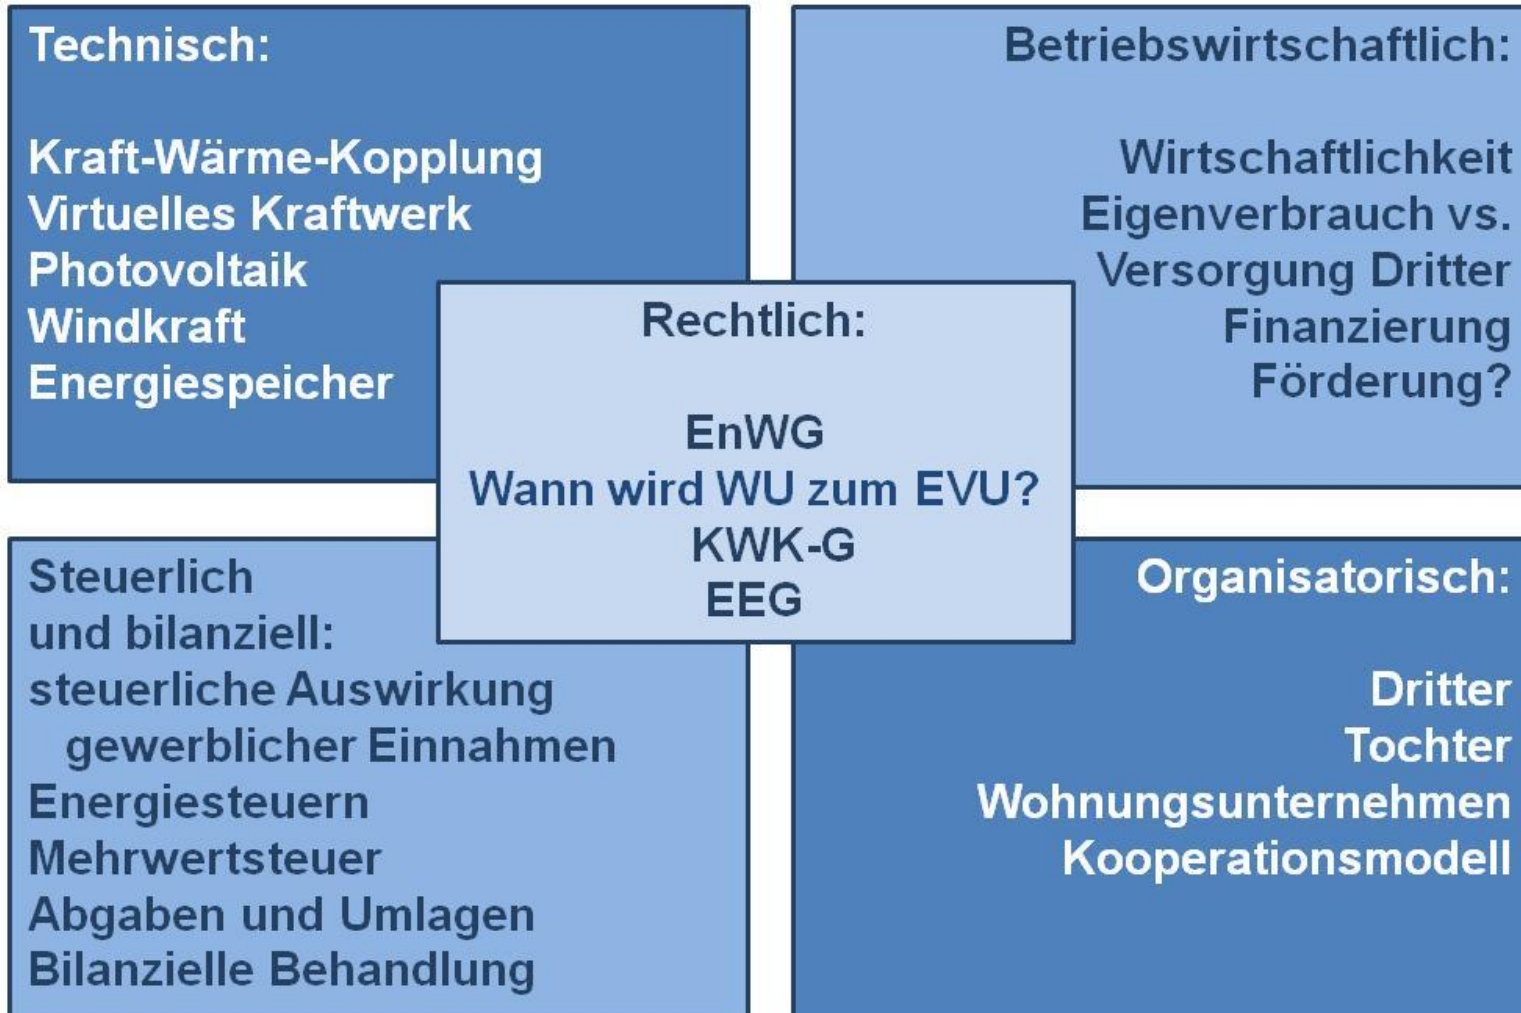 Technisch:
Kraft-Wärme-Kopplung
Virtuelles Kraftwerk
Photovoltaik
Windkraft
Energiespeicher
Betriebswirtschaftlich:
Wirtschaftlichkeit
Eigenverbrauch vs.
Versorgung Dritter
Finanzierung
Förderung?
Rechtlich:
EnWG
Wann wird WU zum EVU?
KWK-G
EEG
Steuerlich
und bilanziell:
steuerliche Auswirkung
gewerblicher Einnahmen
Energiesteuern
Mehrwertsteuer
Abgaben und Umlagen
Bilanzielle Behandlung
Organisatorisch:
Dritter
Tochter
Wohnungsunternehmen
Kooperationsmodell